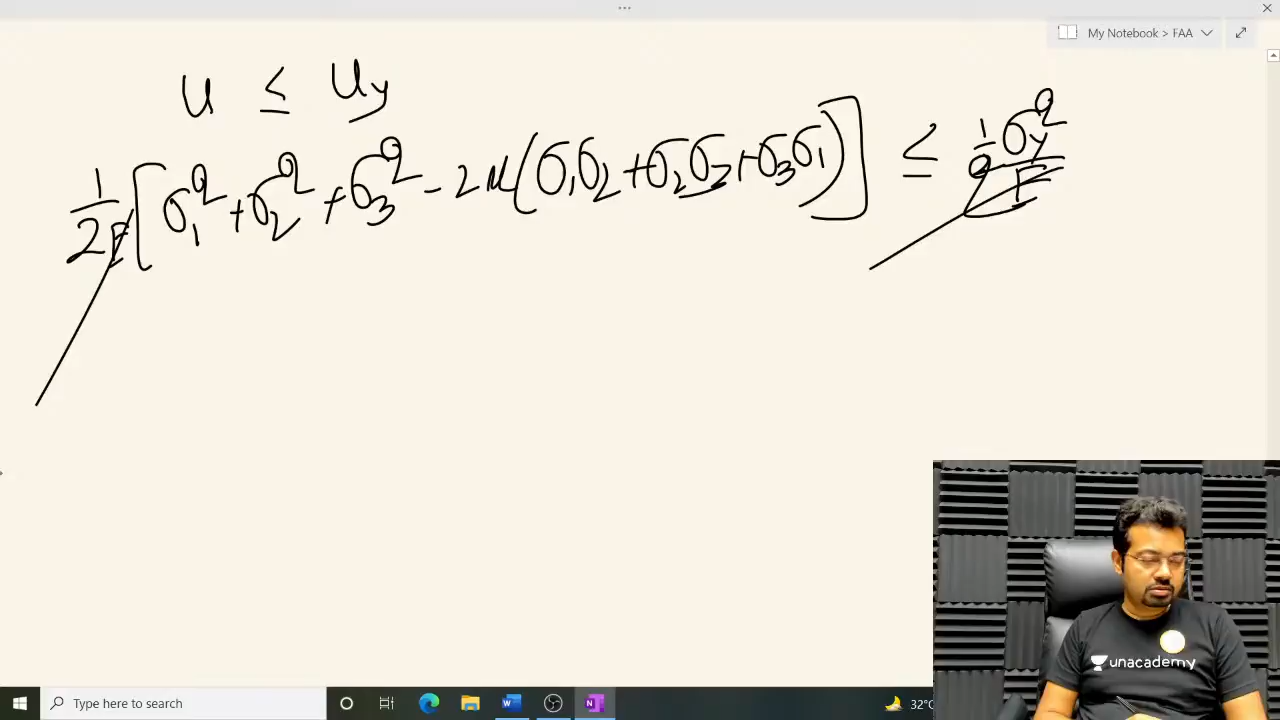 My Notebook > FAA
u ≤ uy
1/2E [σ1² + σ2² + σ3² - 2μ(σ1σ2 + σ2σ3 + σ3σ1)] ≤ 1/2 σy²/E
unacademy
Type here to search
32°C